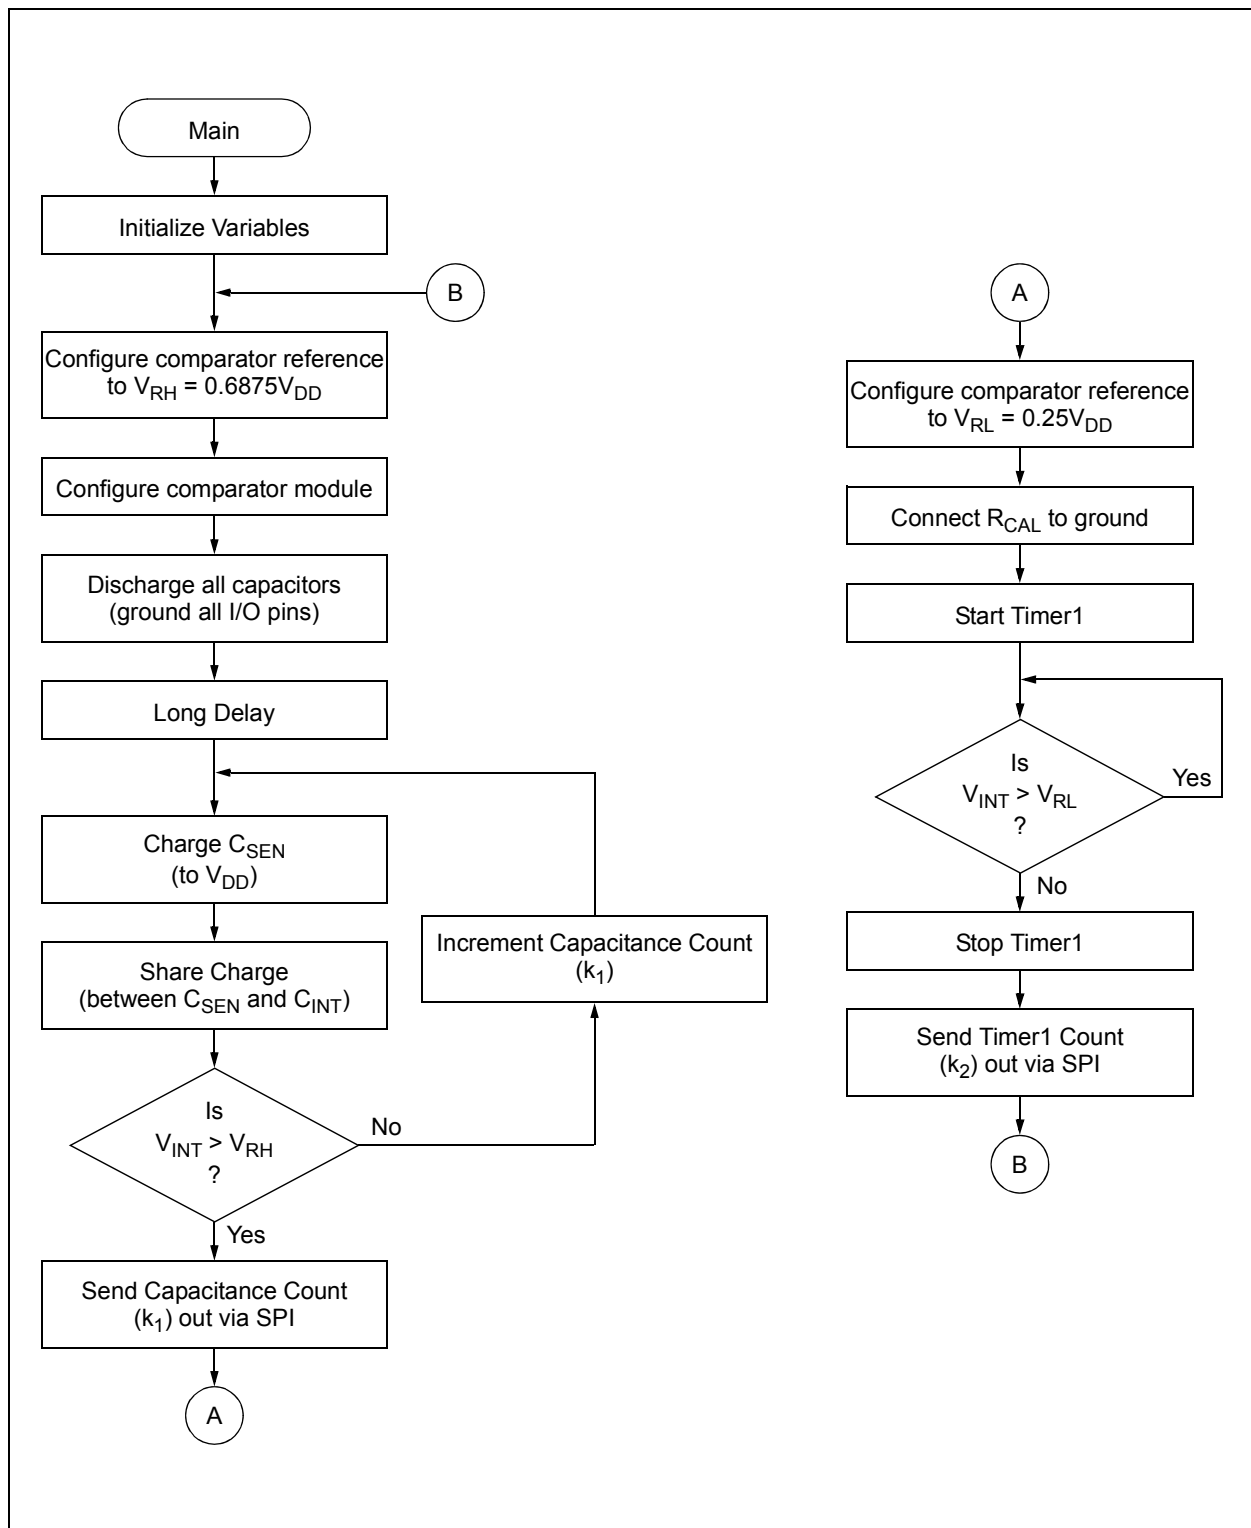 Main
Initialize Variables
B
Configure comparator reference
to V_RH = 0.6875V_DD
Configure comparator module
Discharge all capacitors
(ground all I/O pins)
Long Delay
Charge C_SEN
(to V_DD)
Share Charge
(between C_SEN and C_INT)
Increment Capacitance Count
(k_1)
Is
V_INT > V_RH
?
No
Yes
Send Capacitance Count
(k_1) out via SPI
A
A
Configure comparator reference
to V_RL = 0.25V_DD
Connect R_CAL to ground
Start Timer1
Is
V_INT > V_RL
?
Yes
No
Stop Timer1
Send Timer1 Count
(k_2) out via SPI
B